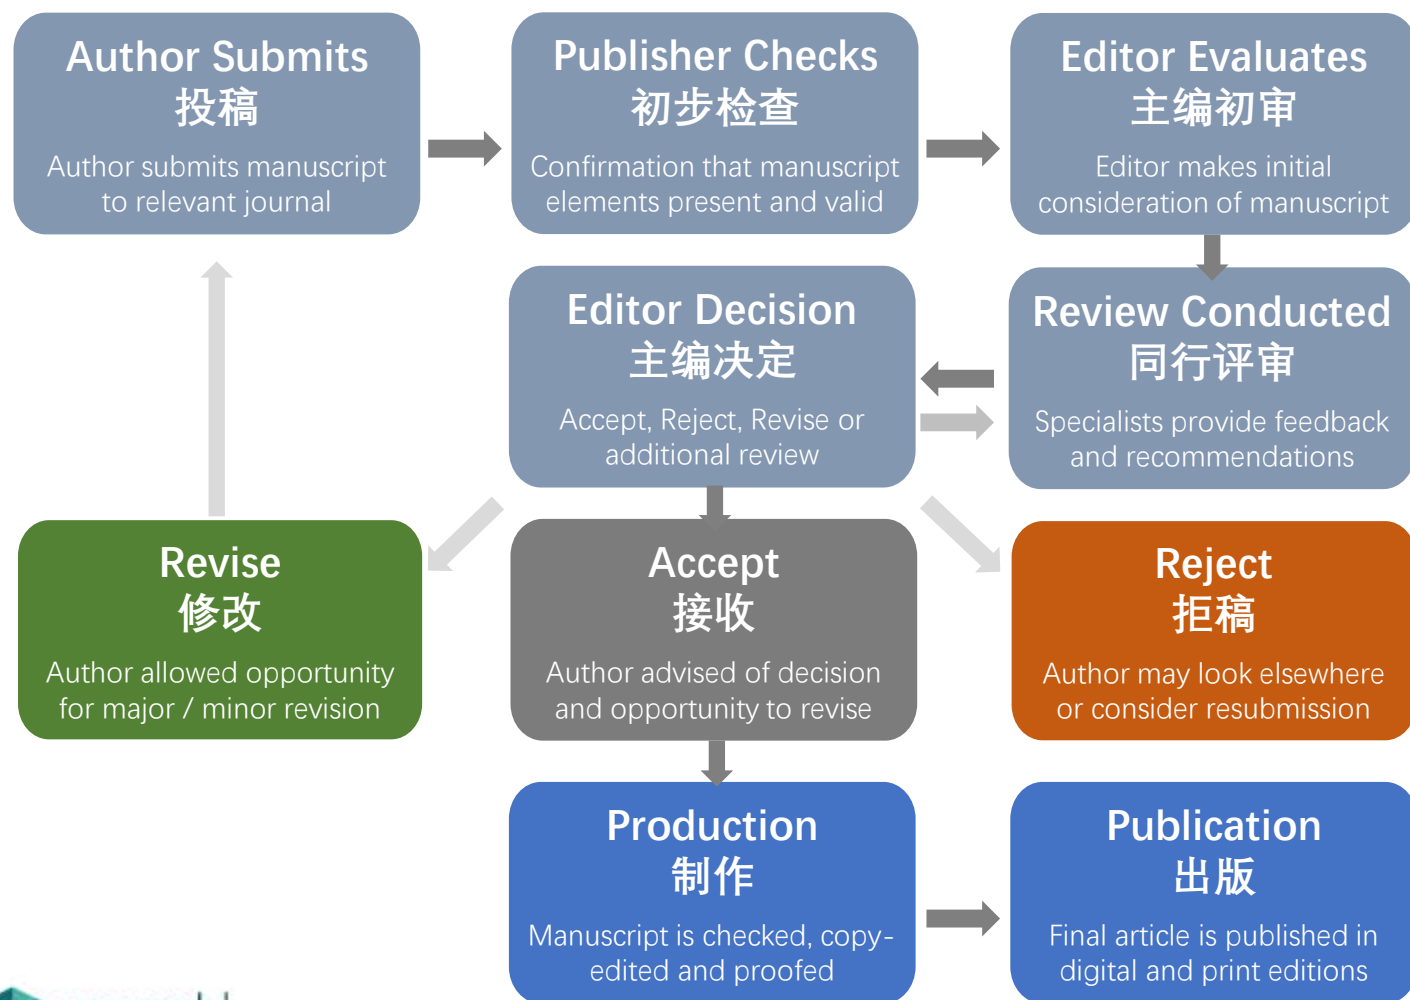 Author Submits
投稿
Author submits manuscript
to relevant journal
Publisher Checks
初步检查
Confirmation that manuscript
elements present and valid
Editor Evaluates
主编初审
Editor makes initial
consideration of manuscript
Editor Decision
主编决定
Accept, Reject, Revise or
additional review
Review Conducted
同行评审
Specialists provide feedback
and recommendations
Revise
修改
Author allowed opportunity
for major / minor revision
Accept
接收
Author advised of decision
and opportunity to revise
Reject
拒稿
Author may look elsewhere
or consider resubmission
Production
制作
Manuscript is checked, copy-
edited and proofed
Publication
出版
Final article is published in
digital and print editions